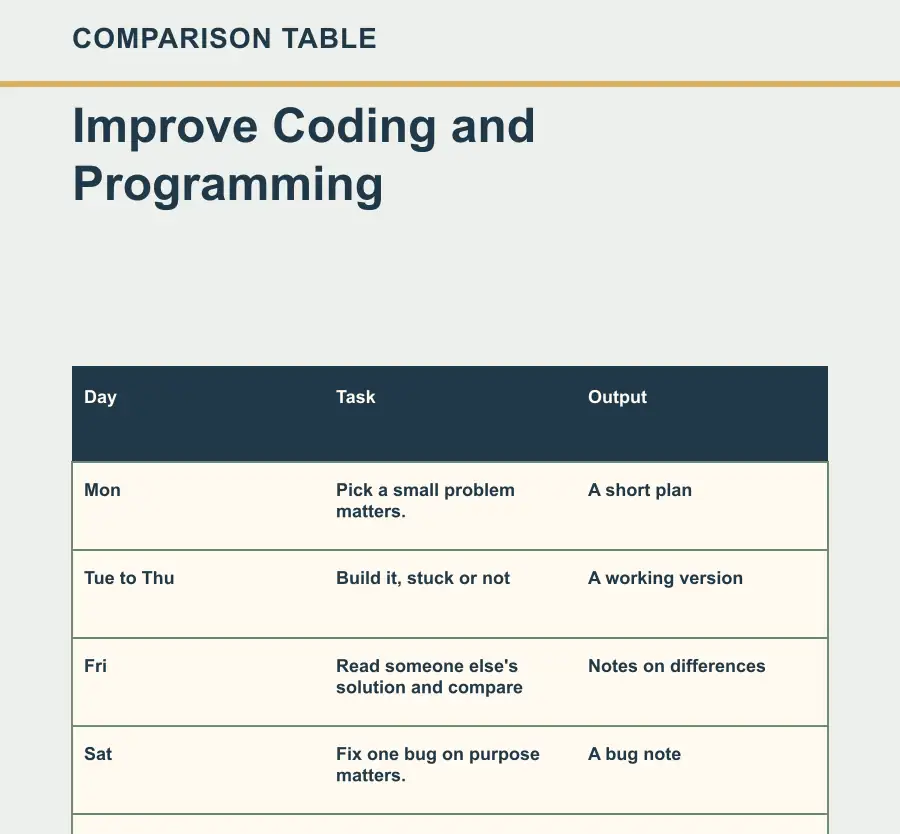 COMPARISON TABLE
Improve Coding and
Programming
Day Task Output
Mon Pick a small problem A short plan
matters.
Tue to Thu Build it, stuck or not A working version
Fri Read someone else's Notes on differences
solution and compare
Sat Fix one bug on purpose A bug note
matters.